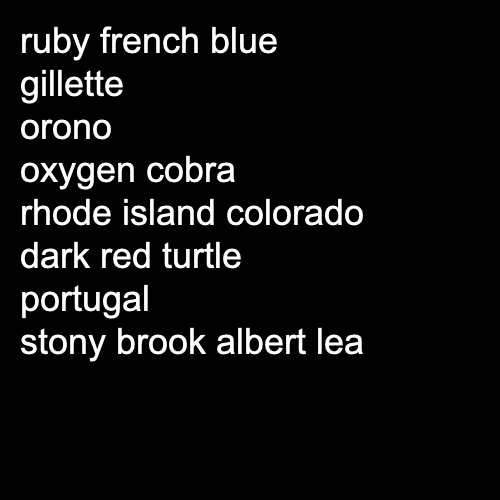 ruby french blue
gillette
orono
oxygen cobra
rhode island colorado
dark red turtle
portugal
stony brook albert lea